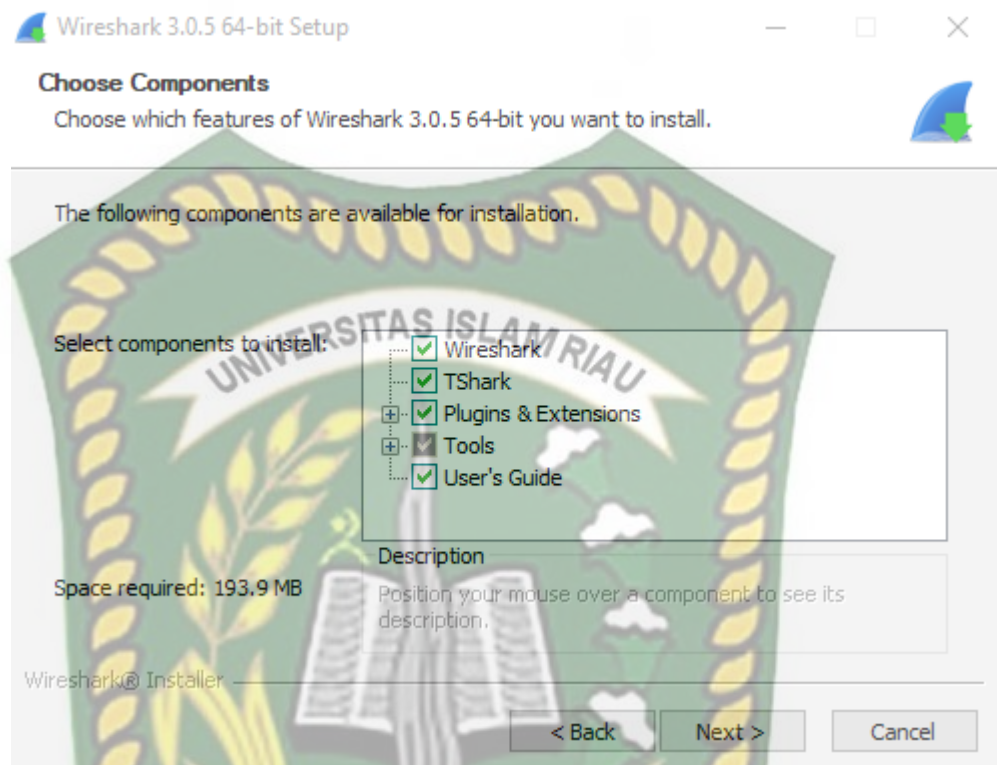 Wireshark 3.0.5 64-bit Setup
Choose Components
Choose which features of Wireshark 3.0.5 64-bit you want to install.
The following components are available for installation.
UNIVERSITAS ISLAM RIAU
Select components to install:
Wireshark
TShark
Plugins & Extensions
Tools
User's Guide
Space required: 193.9 MB
Description
Position your mouse over a component to see its
description.
Wireshark® Installer
< Back
Next >
Cancel